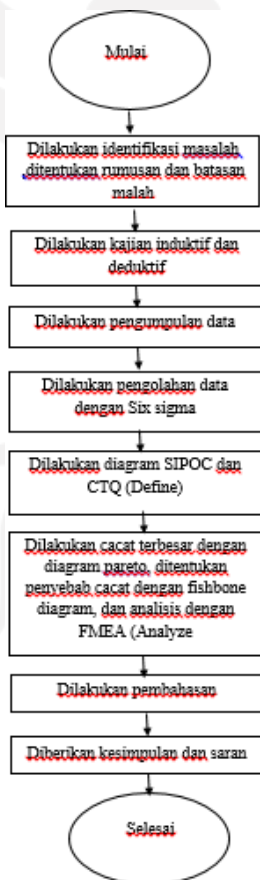 Mulai
Dilakukan identifikasi masalah,
,ditentukan rumusan dan batasan
malah
Dilakukan kajian induktif dan
deduktif
Dilakukan pengumpulan data
Dilakukan pengolahan data
dengan Six sigma
Dilakukan diagram SIPOC dan
CTQ (Define)
Dilakukan cacat terbesar dengan
diagram pareto, ditentukan
penyebab cacat dengan fishbone
diagram, dan analisis dengan
FMEA (Analyze
Dilakukan pembahasan
Diberikan kesimpulan dan saran
Selesai